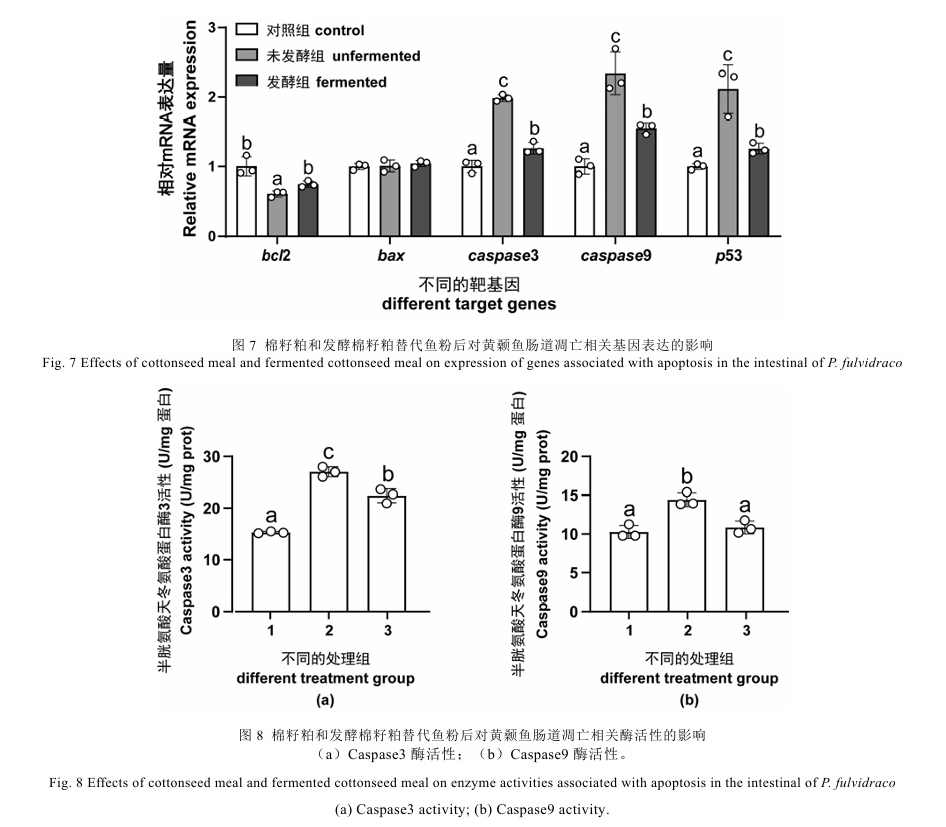 相对mRNA表达量
Relative mRNA expression
3
2
1
0
对照组 control
未发酵组 unfermented
发酵组 fermented
b a b
a c b
a c b
a c b
bcl2 bax caspase3 caspase9 p53
不同的靶基因
different target genes
图 7 棉籽粕和发酵棉籽粕替代鱼粉后对黄颡鱼肠道凋亡相关基因表达的影响
Fig. 7 Effects of cottonseed meal and fermented cottonseed meal on expression of genes associated with apoptosis in the intestinal of P. fulvidraco
半胱氨酸天冬氨酸蛋白酶3活性 (U/mg 蛋白)
Caspase3 activity (U/mg prot)
30
20
10
0
a c b
1 2 3
不同的处理组
different treatment group
(a)
半胱氨酸天冬氨酸蛋白酶9活性 (U/mg 蛋白)
Caspase9 activity (U/mg prot)
20
15
10
5
0
a b a
1 2 3
不同的处理组
different treatment group
(b)
图 8 棉籽粕和发酵棉籽粕替代鱼粉后对黄颡鱼肠道凋亡相关酶活性的影响
（a）Caspase3 酶活性；（b）Caspase9 酶活性。
Fig. 8 Effects of cottonseed meal and fermented cottonseed meal on enzyme activities associated with apoptosis in the intestinal of P. fulvidraco
(a) Caspase3 activity; (b) Caspase9 activity.